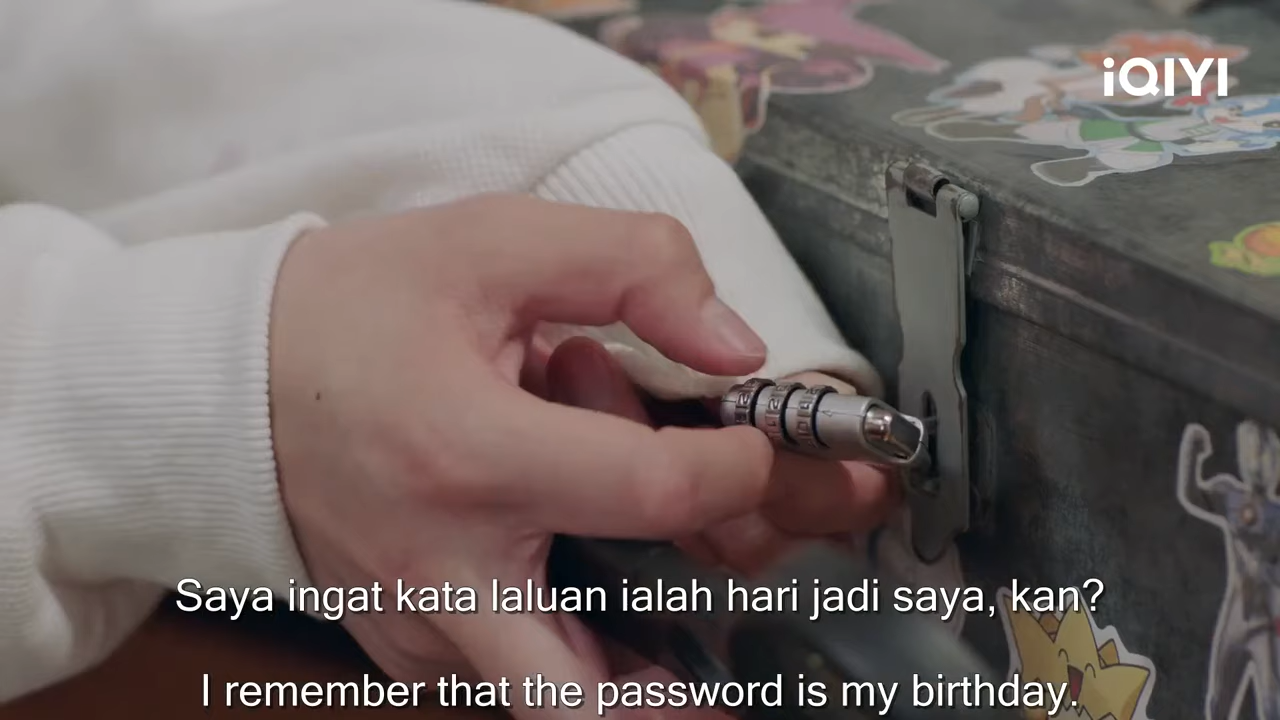 iQIYI
Saya ingat kata laluan ialah hari jadi saya, kan?
I remember that the password is my birthday.